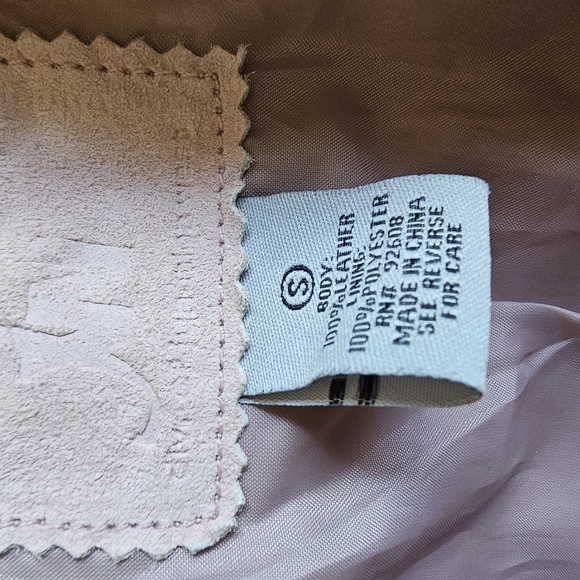 S
BODY:
100%LEATHER
LINING:
100%POLYESTER
RN# 92608
MADE IN CHINA
SEE REVERSE
FOR CARE